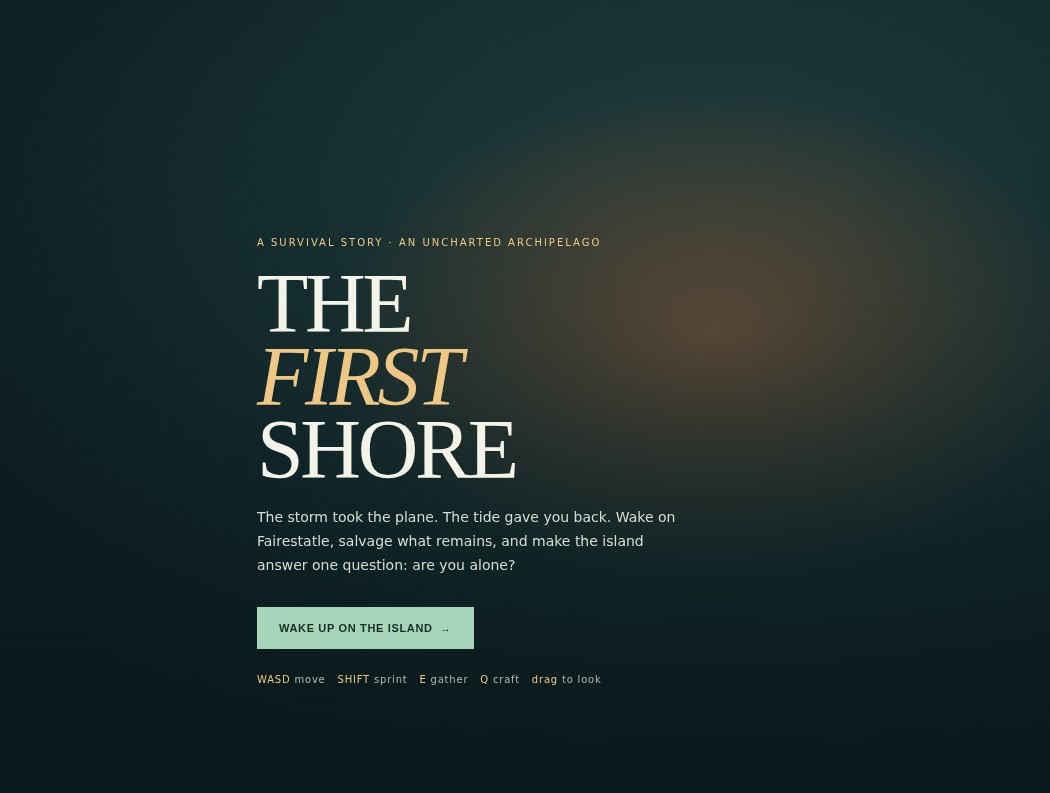 A SURVIVAL STORY · AN UNCHARTED ARCHIPELAGO
THE
FIRST
SHORE
The storm took the plane. The tide gave you back. Wake on
Fairestatle, salvage what remains, and make the island
answer one question: are you alone?
WAKE UP ON THE ISLAND →
WASD move SHIFT sprint E gather Q craft drag to look